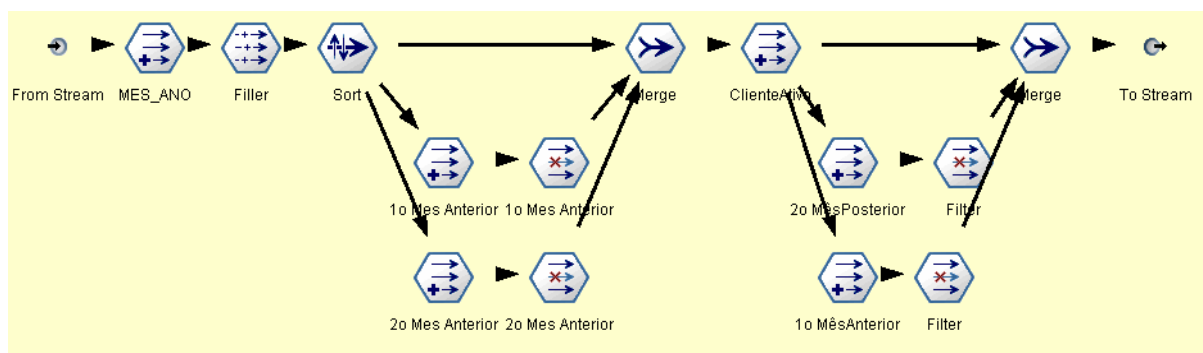 From Stream
MES_ANO
Filler
Sort
Merge
ClienteAtivo
Merge
To Stream
1o Mes Anterior
1o Mes Anterior
2o MêsPosterior
Filter
2o Mes Anterior
2o Mes Anterior
1o MêsAnterior
Filter